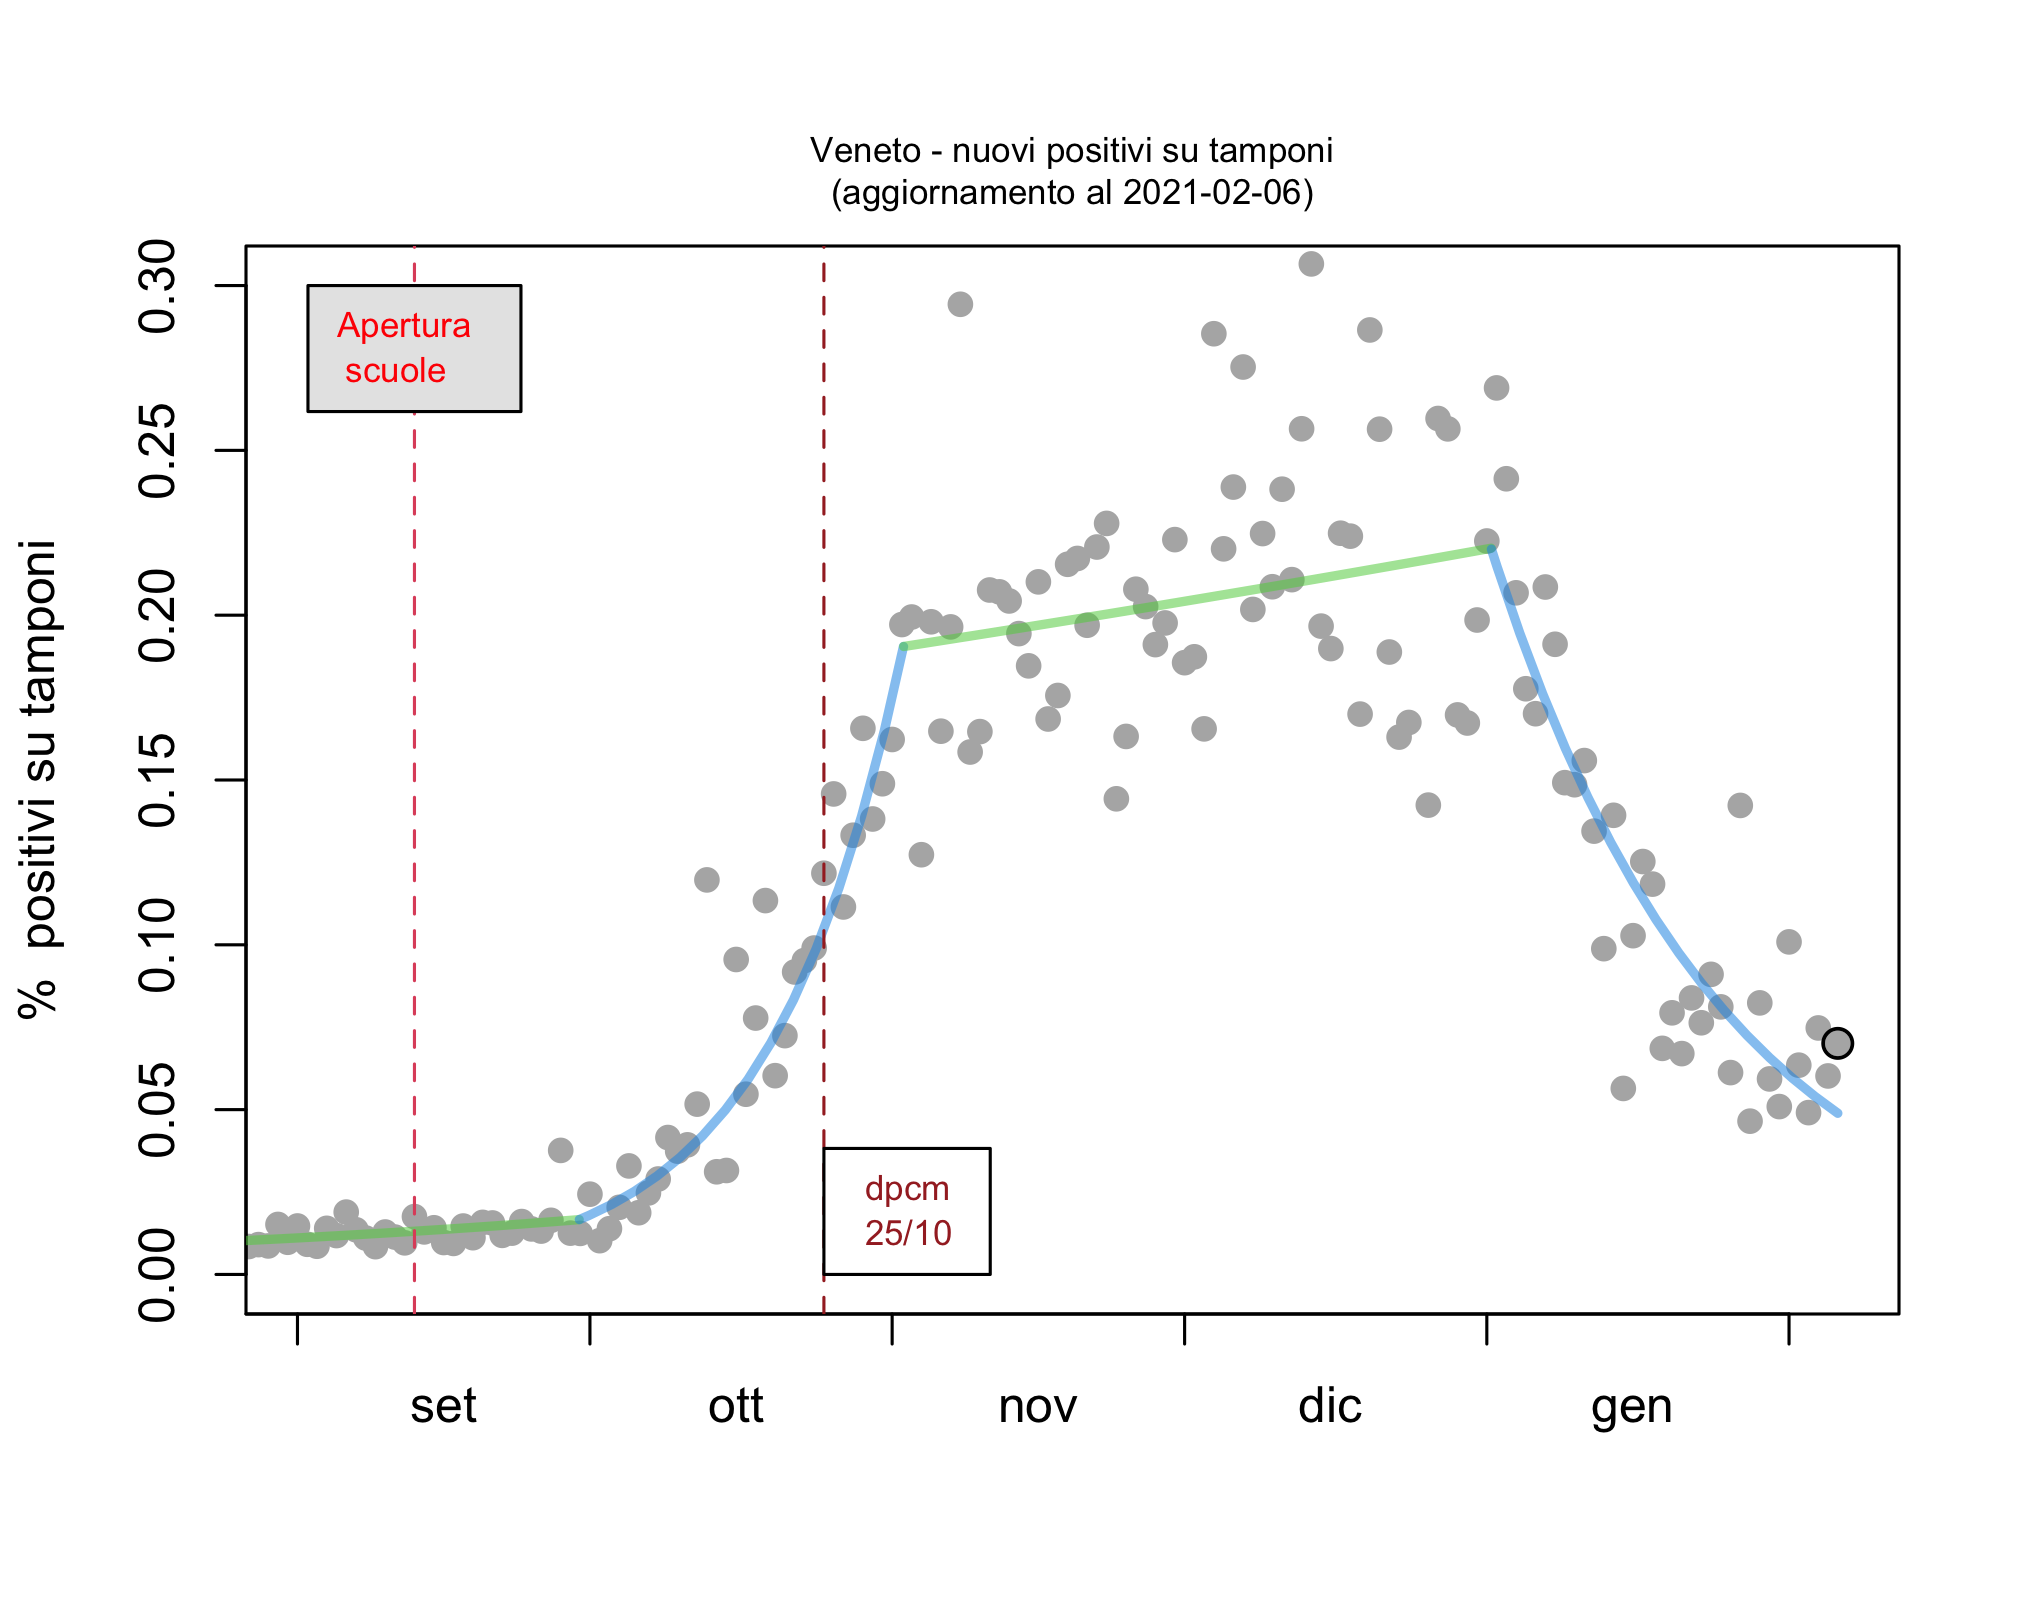 Veneto - nuovi positivi su tamponi
(aggiornamento al 2021-02-06)
% positivi su tamponi
0.30
0.25
0.20
0.15
0.10
0.05
0.00
Apertura
scuole
dpcm
25/10
set
ott
nov
dic
gen